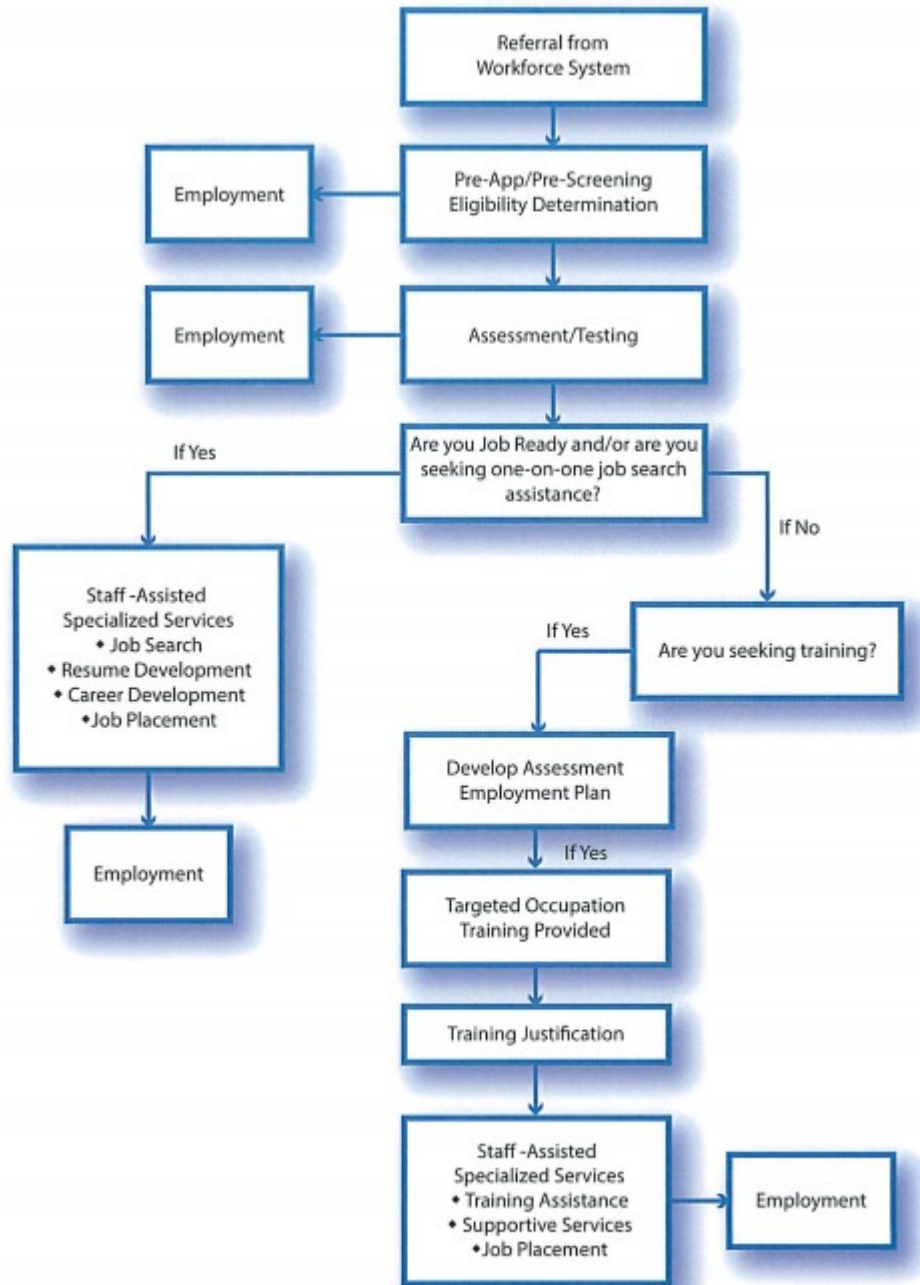 Referral from
Workforce System
Employment
Pre-App/Pre-Screening
Eligibility Determination
Employment
Assessment/Testing
Are you Job Ready and/or are you
seeking one-on-one job search
assistance?
If Yes
If No
Staff -Assisted
Specialized Services
◆ Job Search
◆ Resume Development
◆ Career Development
◆Job Placement
Employment
Are you seeking training?
If Yes
Develop Assessment
Employment Plan
If Yes
Targeted Occupation
Training Provided
Training Justification
Staff -Assisted
Specialized Services
◆ Training Assistance
◆ Supportive Services
◆Job Placement
Employment